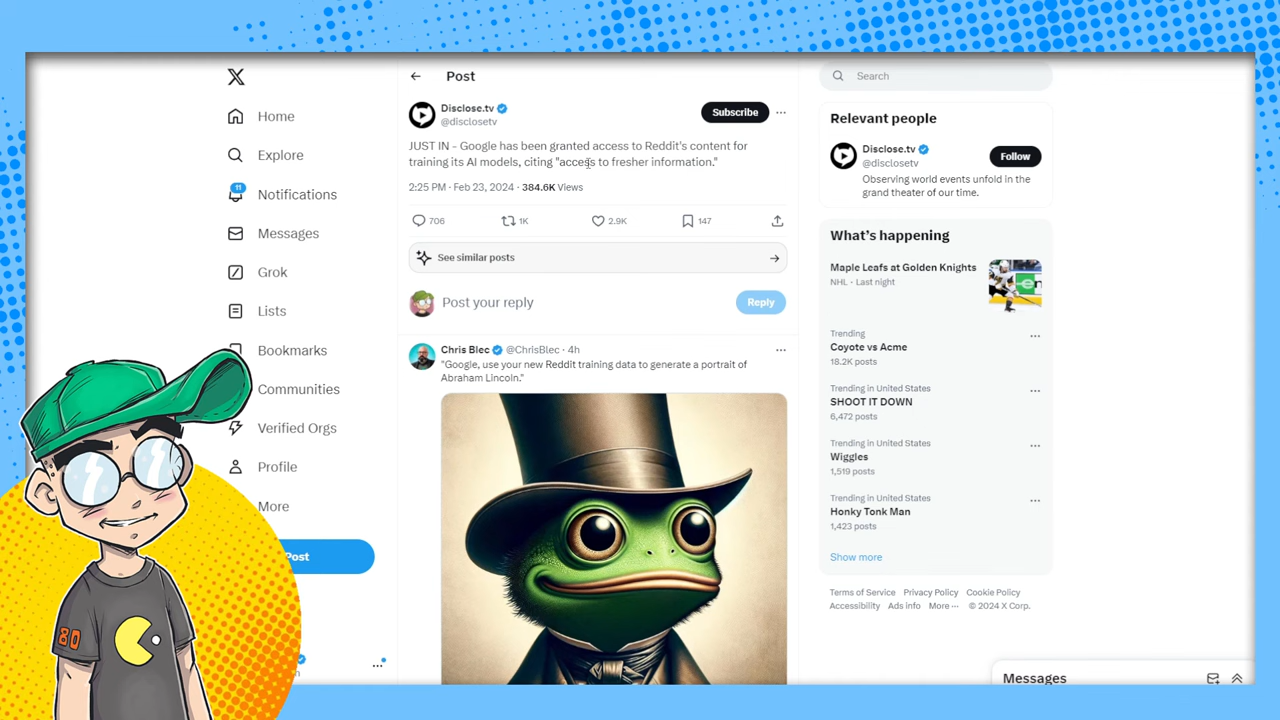 Home
Explore
11
Notifications
Messages
Grok
Lists
Bookmarks
Communities
Verified Orgs
Profile
More
Post
80
Post
Disclose.tv
@disclosetv
Subscribe
JUST IN - Google has been granted access to Reddit's content for
training its AI models, citing "access to fresher information."
2:25 PM · Feb 23, 2024 · 384.6K Views
706
1K
2.9K
147
See similar posts
Post your reply
Reply
Chris Blec @ChrisBlec · 4h
"Google, use your new Reddit training data to generate a portrait of
Abraham Lincoln."
Search
Relevant people
Disclose.tv
@disclosetv
Follow
Observing world events unfold in the
grand theater of our time.
What's happening
Maple Leafs at Golden Knights
NHL · Last night
Trending
Coyote vs Acme
18.2K posts
Trending in United States
SHOOT IT DOWN
6,472 posts
Trending in United States
Wiggles
1,519 posts
Trending in United States
Honky Tonk Man
1,423 posts
Show more
Terms of Service Privacy Policy Cookie Policy
Accessibility Ads info More ··· © 2024 X Corp.
Messages